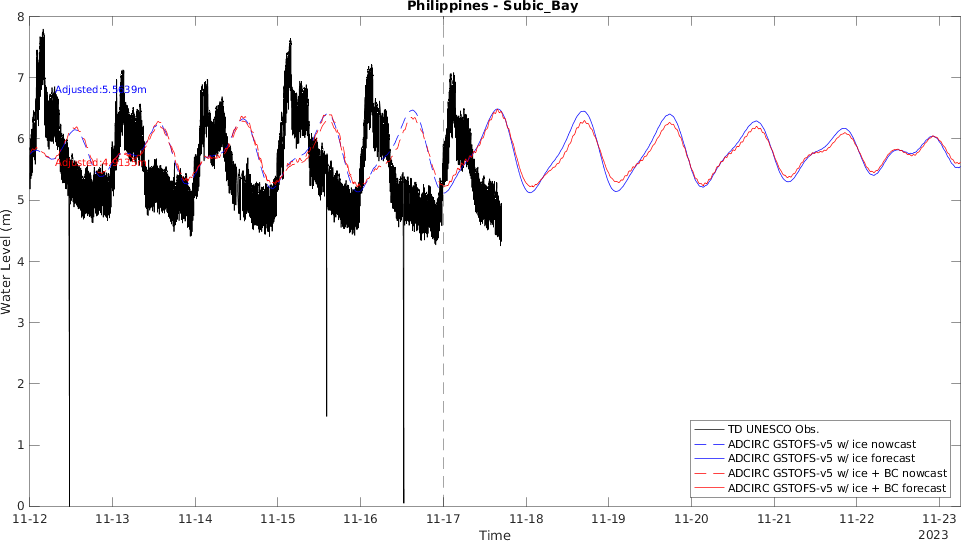 Philippines - Subic_Bay
Water Level (m)
8
7
6
5
4
3
2
1
0
Adjusted:5.5639m
TD UNESCO Obs.
ADCIRC GSTOFS-v5 w/ ice nowcast
ADCIRC GSTOFS-v5 w/ ice forecast
ADCIRC GSTOFS-v5 w/ ice + BC nowcast
ADCIRC GSTOFS-v5 w/ ice + BC forecast
11-12
11-13
11-14
11-15
11-16
11-17
11-18
11-19
11-20
11-21
11-22
11-23
Time
2023